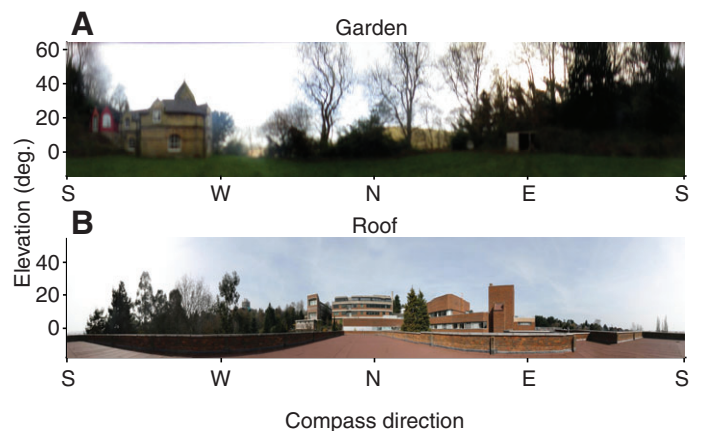 A
Garden
60
40
20
0
S W N E S
B
Roof
Elevation (deg.)
40
20
0
S W N E S
Compass direction